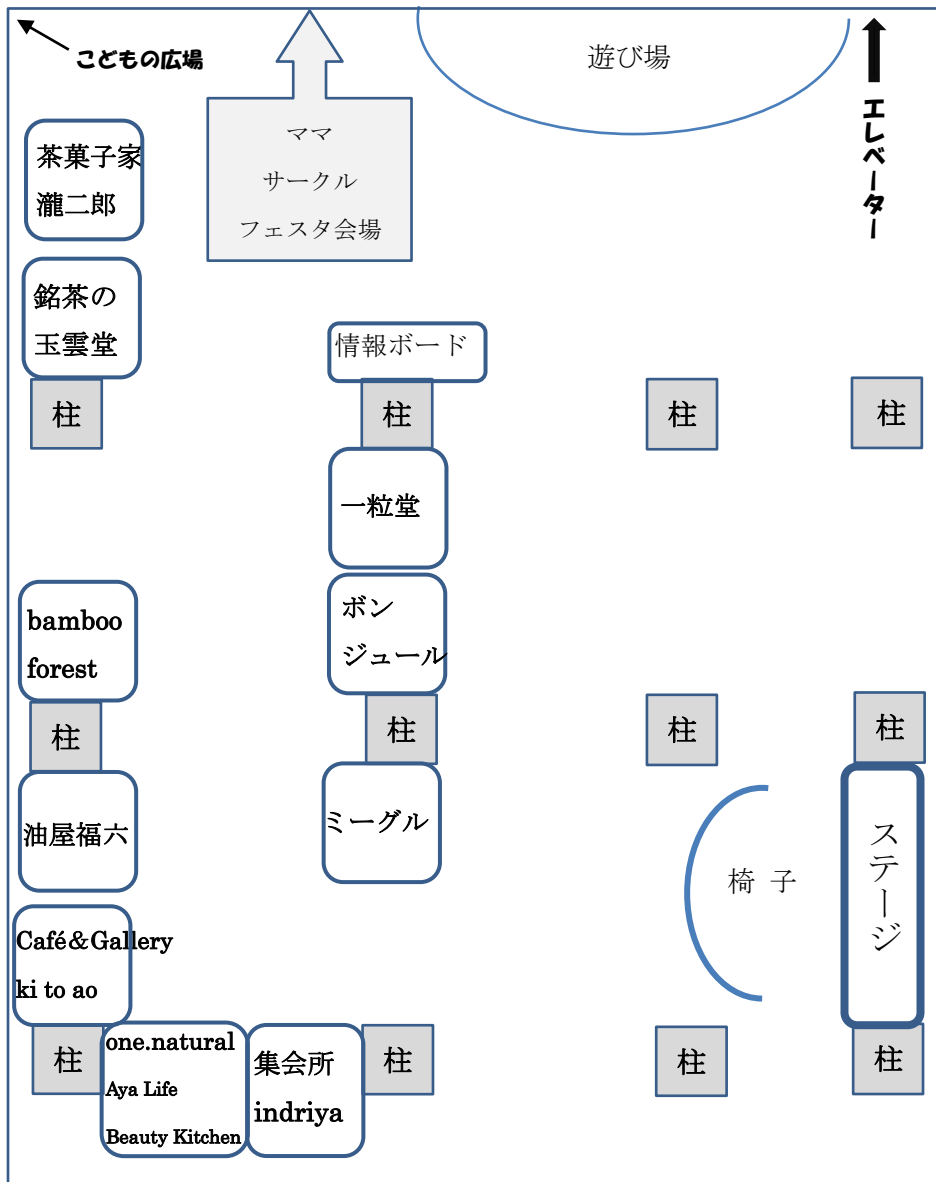 こどもの広場
遊び場
エレベーター
ママ
サークル
フェスタ会場
茶菓子家
瀧二郎
銘茶の
玉雲堂
情報ボード
柱
柱
柱
柱
一粒堂
bamboo
forest
ボン
ジュール
柱
柱
柱
柱
油屋福六
ミーグル
椅 子
ステージ
Café＆Gallery
ki to ao
柱
one.natural
Aya Life
Beauty Kitchen
集会所
indriya
柱
柱
柱